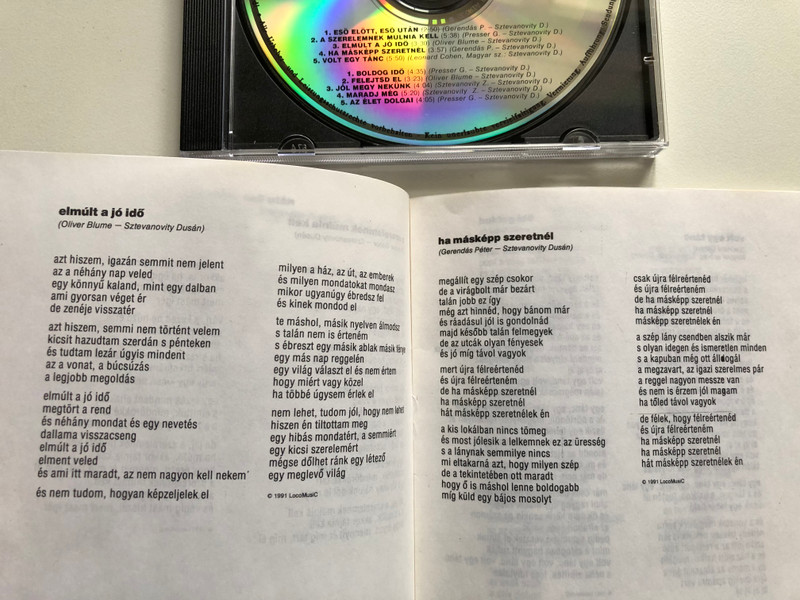 1. ESŐ ELŐTT, ESŐ UTÁN (Gerendás P. – Sztevanovity D.)
2. A SZERELEMNEK MÚLNIA KELL (5:38) (Presser G. – Sztevanovity D.)
3. ELMÚLT A JÓ IDŐ (Oliver Blume – Sztevanovity D.)
4. HA MÁSKÉPP SZERETNÉL (3:57) (Gerendás P. – Sztevanovity D.)
5. VOLT EGY TÁNC (5:50) (Leonard Cohen, Magyar sz.: Sztevanovity D.)
1. BOLDOG IDŐ (4:35) (Presser G. – Sztevanovity D.)
2. FELEJTSD EL (3:23) (Oliver Blume – Sztevanovity D.)
3. JÓL MEGY NEKÜNK (4:04) (Sztevanovity Z. – Sztevanovity D.)
4. MARADJ MÉG (5:20) (Sztevanovity Z. – Sztevanovity D.)
5. AZ ÉLET DOLGAI (4:05) (Presser G. – Sztevanovity D.)
elmúlt a jó idő
(Oliver Blume — Sztevanovity Dusán)
azt hiszem, igazán semmit nem jelent
az a néhány nap veled
egy könnyű kaland, mint egy dalban
ami gyorsan véget ér
de zenéje visszatér
azt hiszem, semmi nem történt velem
kicsit hazudtam szerdán s pénteken
és tudtam lezár úgyis mindent
az a vonat, a búcsúzás
a legjobb megoldás
elmúlt a jó idő
megtört a rend
és néhány mondat és egy nevetés
dallama visszacseng
elmúlt a jó idő
elment veled
és ami itt maradt, az nem nagyon kell nekem
és nem tudom, hogyan képzeljelek el
milyen a ház, az út, az emberek
és milyen mondatokat mondasz
mikor ugyanúgy ébredsz fel
és kinek mondod el
te máshol, másik nyelven álmodsz
s talán nem is érteném
s ébreszt egy másik ablak másik fénye
egy más nap reggelén
egy világ választ el és nem értem
hogy miért vagy közel
ha többé úgysem érlek el
nem lehet, tudom jól, hogy nem lehet
hiszen én tiltottam meg
egy hibás mondatért, a semmiért
egy kicsi szerelemért
mégse dőlhet ránk egy létező
egy meglevő világ
© 1991 LocoMusiC
ha másképp szeretnél
(Gerendás Péter — Sztevanovity Dusán)
megállít egy szép csokor
de a virágbolt már bezárt
talán jobb ez így
még azt hinnéd, hogy bánom már
és ráadásul jól is gondolnád
majd később talán felmegyek
de az utcák olyan fényesek
és jó míg távol vagyok
mert újra félreértenéd
és újra félreérteném
de ha másképp szeretnél
ha másképp szeretnél
hát másképp szeretnélek én
a kis lokálban nincs tömeg
és most jólesik a lelkemnek ez az üresség
s a lánynak semmilye nincs
mi eltakarná azt, hogy milyen szép
de a tekintetében ott maradt
hogy ő is máshol lenne boldogabb
míg küld egy bájos mosolyt
csak újra félreértenéd
és újra félreérteném
de ha másképp szeretnél
ha másképp szeretnél
másképp szeretnélek én
a szép lány csendben alszik már
s olyan idegen és ismeretlen minden
s a kapuban még ott álldogál
a megzavart, az igazi szerelmes pár
a reggel nagyon messze van
és nem is érzem jól magam
ha tőled távol vagyok
de félek, hogy félreértenéd
és újra félreérteném
ha másképp szeretnél
ha másképp szeretnél
hát másképp szeretnélek én
© 1991 LocoMusiC